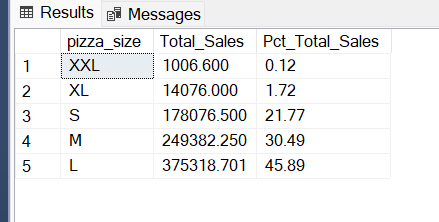 Results Messages
pizza_size Total_Sales Pct_Total_Sales
1 XXL 1006.600 0.12
2 XL 14076.000 1.72
3 S 178076.500 21.77
4 M 249382.250 30.49
5 L 375318.701 45.89